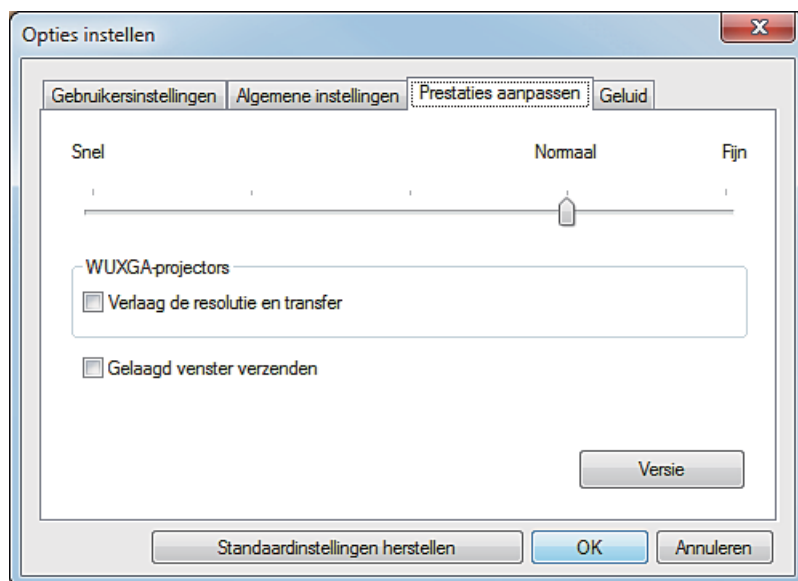 Opties instellen
Gebruikersinstellingen Algemene instellingen Prestaties aanpassen Geluid
Snel Normaal Fijn
WUXGA-projectors
Verlaag de resolutie en transfer
Gelaagd venster verzenden
Versie
Standaardinstellingen herstellen OK Annuleren